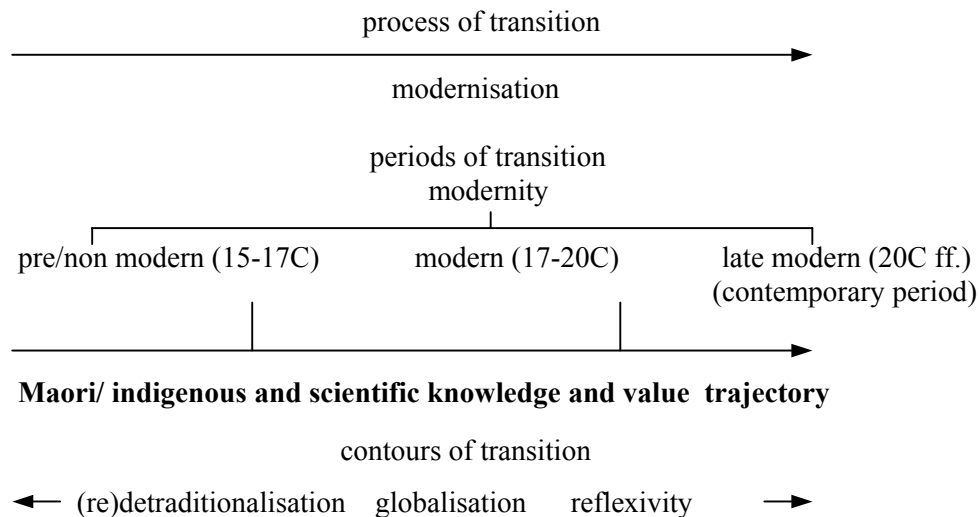 process of transition
modernisation
periods of transition
modernity
pre/non modern (15-17C) modern (17-20C) late modern (20C ff.)
(contemporary period)
Maori/ indigenous and scientific knowledge and value trajectory
contours of transition
(re)detraditionalisation globalisation reflexivity